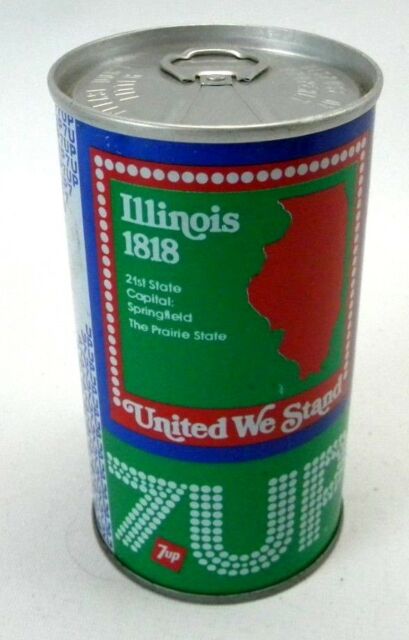 Illinois
1818
21st State
Capital:
Springfield
The Prairie State
United We Stand
7UP
7up